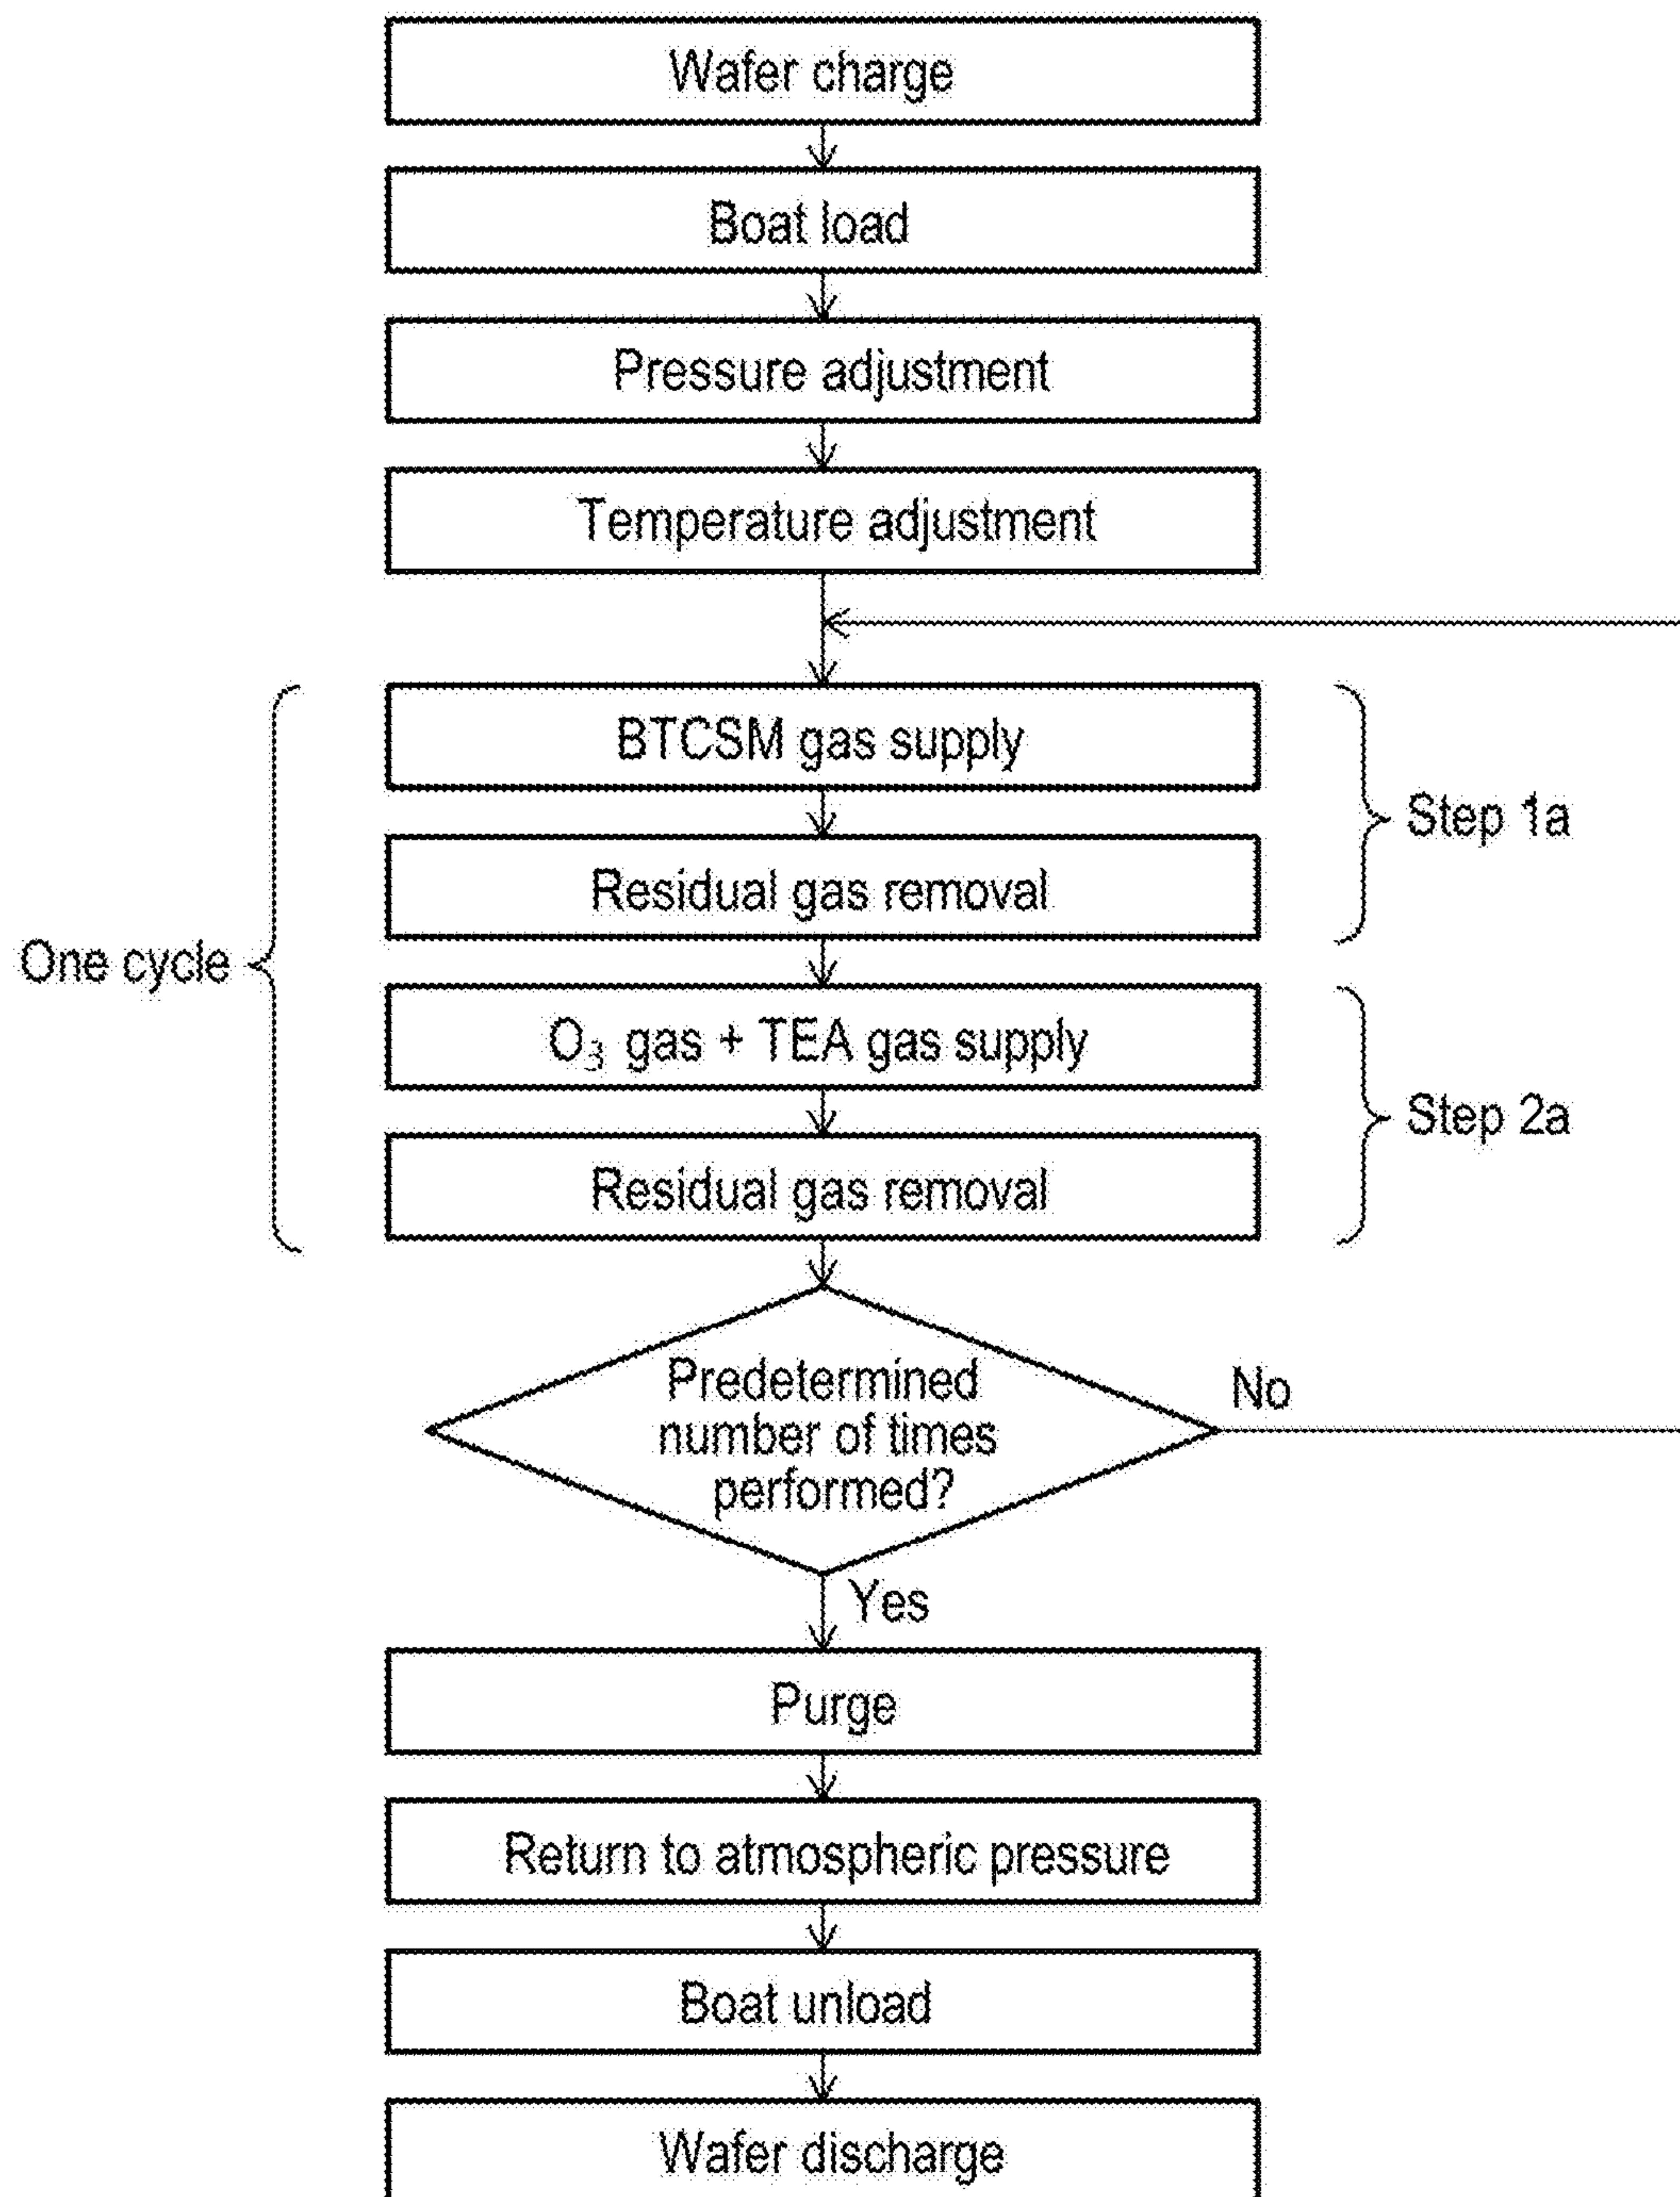 Wafer charge
Boat load
Pressure adjustment
Temperature adjustment
BTCSM gas supply
Step 1a
Residual gas removal
One cycle
O₃ gas + TEA gas supply
Step 2a
Residual gas removal
Predetermined
number of times
performed?
No
Yes
Purge
Return to atmospheric pressure
Boat unload
Wafer discharge